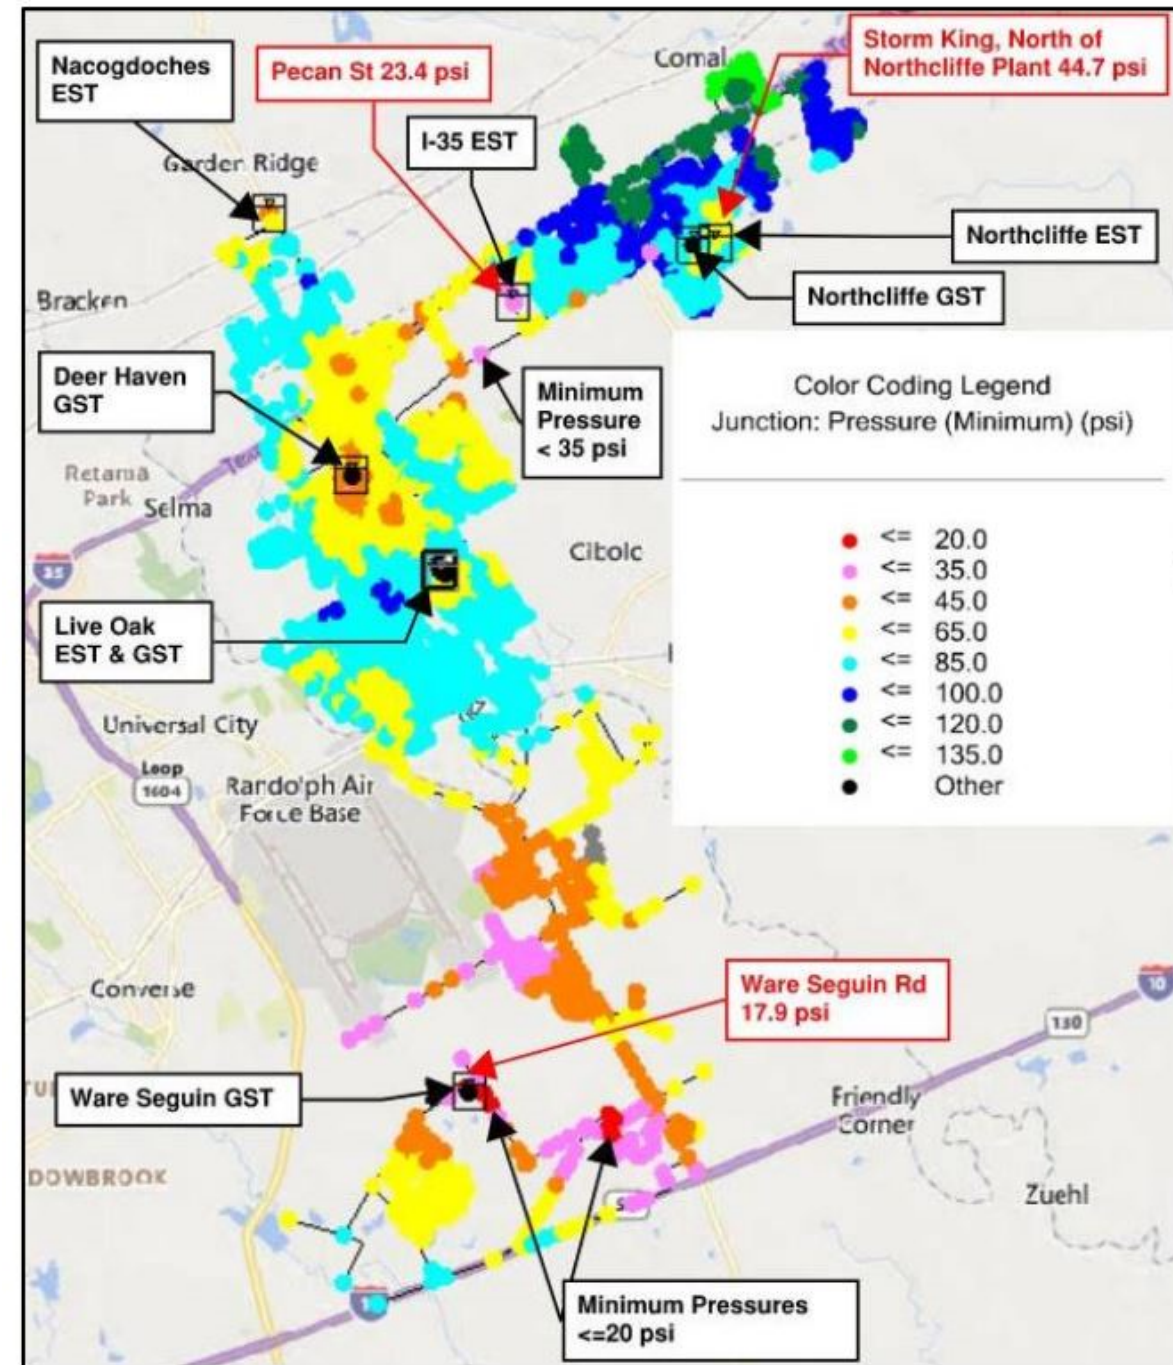 Nacogdoches
EST
Pecan St 23.4 psi
Storm King, North of
Northcliffe Plant 44.7 psi
Comal
I-35 EST
Garden Ridge
Northcliffe EST
Northcliffe GST
Bracken
Deer Haven
GST
Minimum
Pressure
< 35 psi
Color Coding Legend
Junction: Pressure (Minimum) (psi)
Retama
Park
Selma
Cibolc
35
<= 20.0
<= 35.0
<= 45.0
<= 65.0
<= 85.0
<= 100.0
<= 120.0
<= 135.0
Other
Live Oak
EST & GST
Universal City
Loop
1604
Randolph Air
Force Base
Converse
Ware Seguin Rd
17.9 psi
10
130
Ware Seguin GST
Friendly
Corner
DOWBROOK
Zuehl
Minimum Pressures
<=20 psi